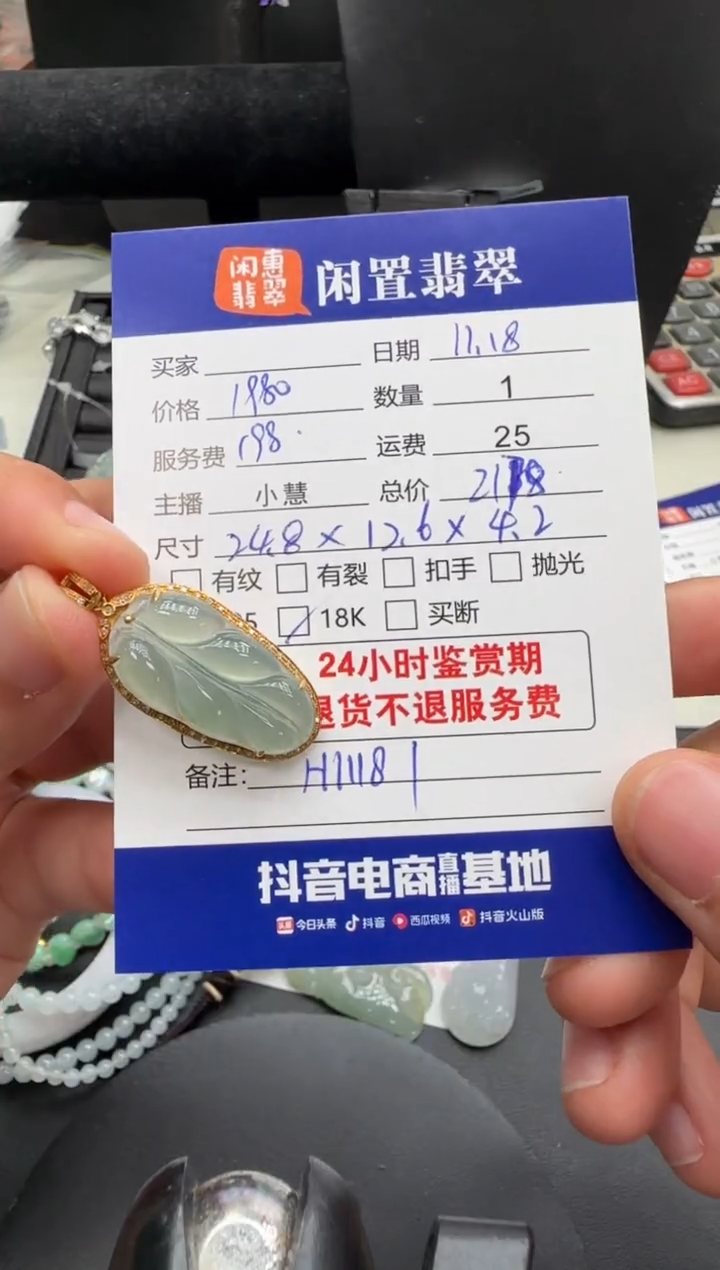 闲惠翡翠 闲置翡翠
买家 日期 11.18
价格 1980 数量 1
服务费 198 运费 25
主播 小慧 总价
尺寸 24.8 × 12.6 × 4.2
有纹 有裂 扣手 抛光
5 18K 买断
24小时鉴赏期
退货不退服务费
备注: H1118
抖音电商直播基地
头条 今日头条 抖音 西瓜视频 抖音火山版